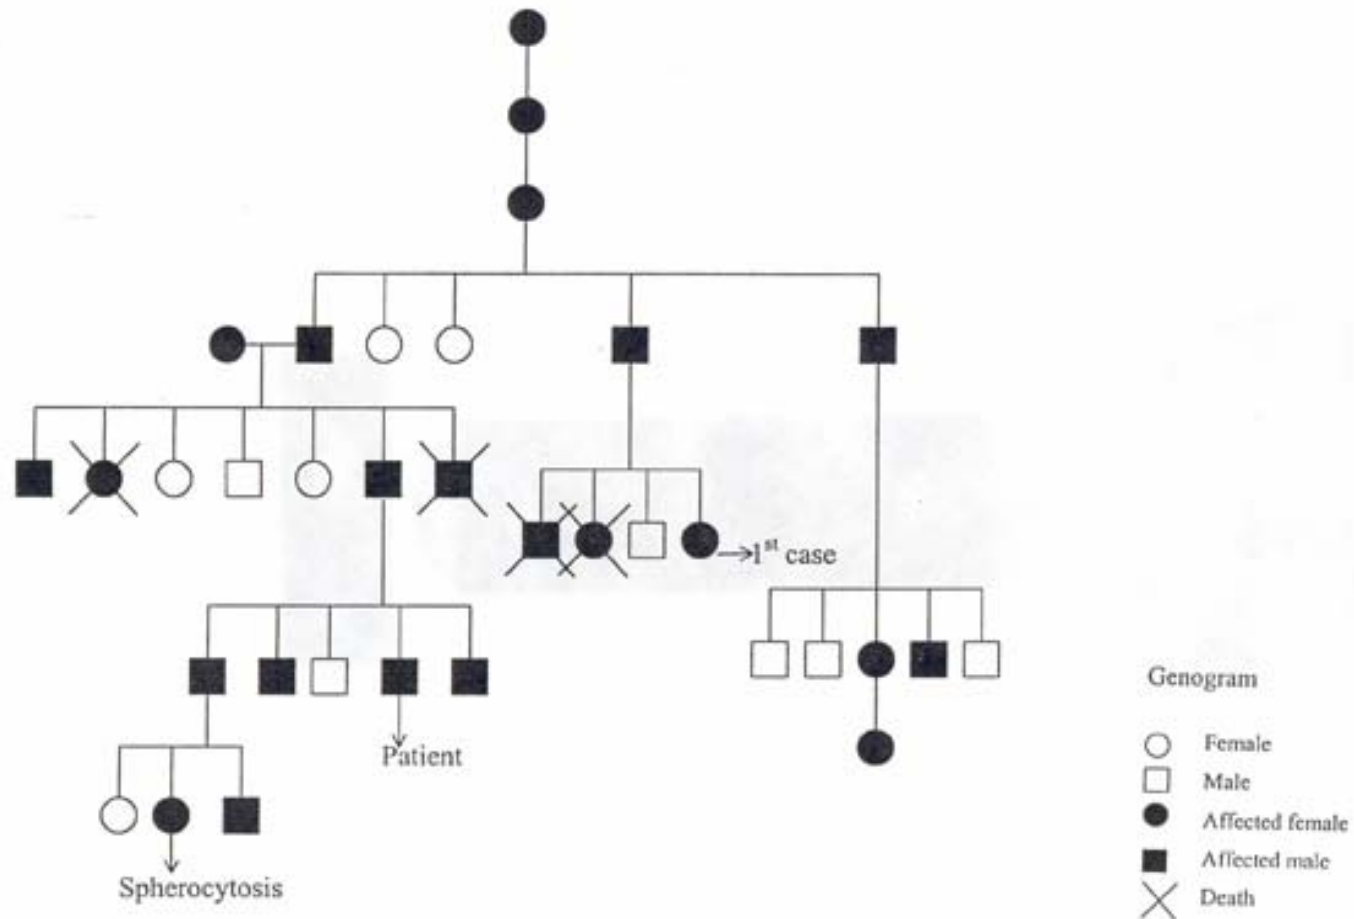 1st case
Patient
Spherocytosis
Genogram
Female
Male
Affected female
Affected male
Death